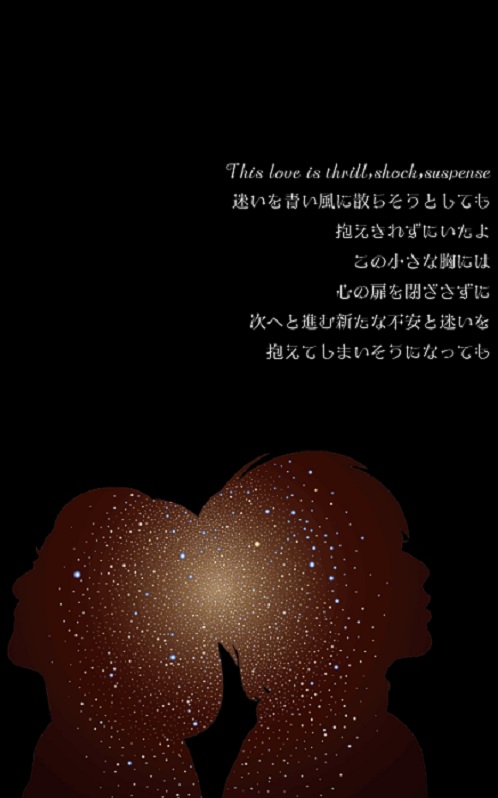 This love is thrill,shock,suspense
迷いを青い風に散らそうとしても
抱えきれずにいたよ
この小さな胸には
心の扉を閉ざさずに
次へと進む新たな不安と迷いを
抱えてしまいそうになっても